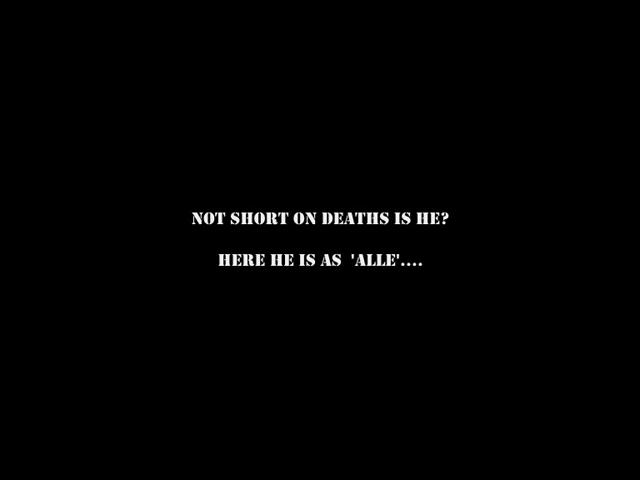 NOT SHORT ON DEATHS IS HE?
HERE HE IS AS 'ALLE'....